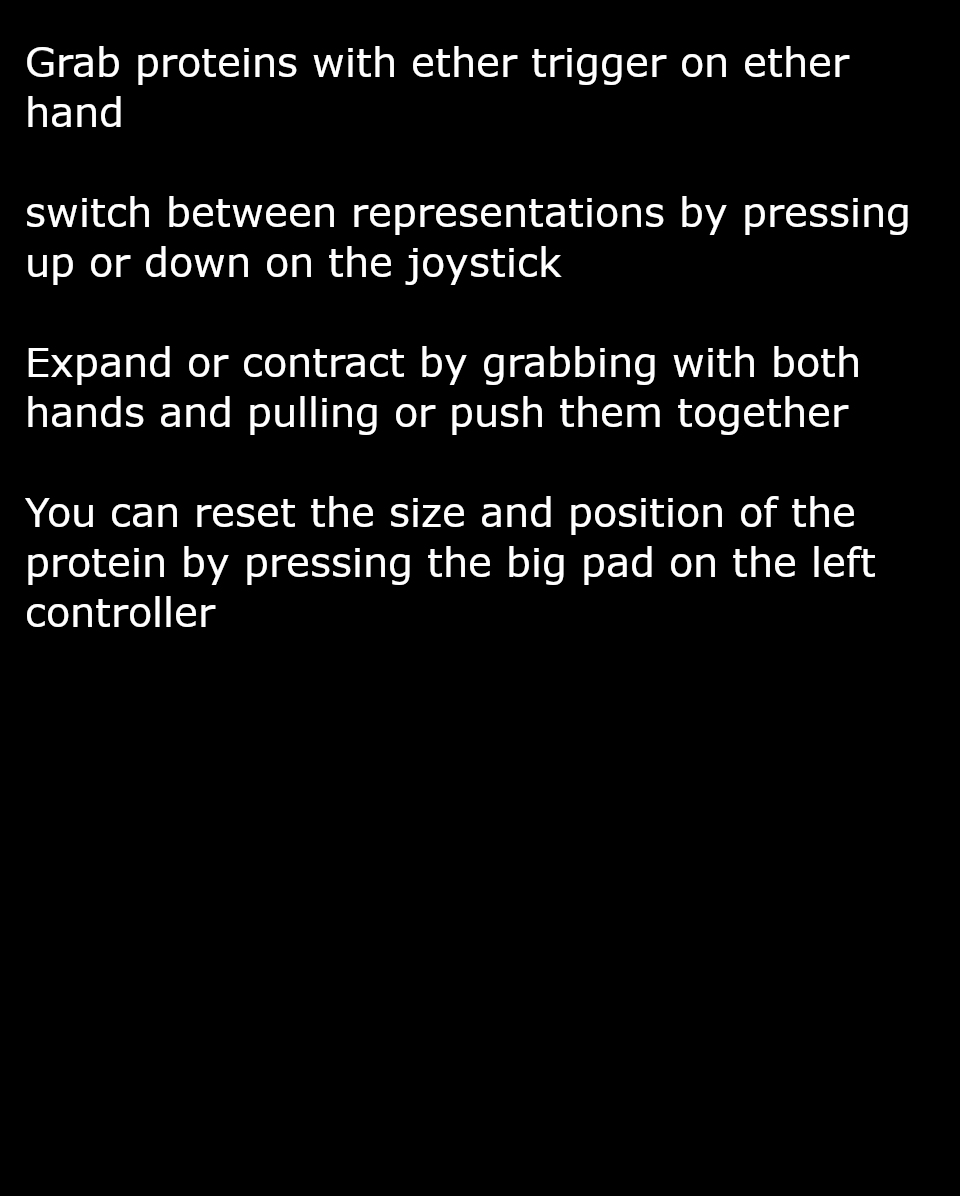 Grab proteins with ether trigger on ether
hand
switch between representations by pressing
up or down on the joystick
Expand or contract by grabbing with both
hands and pulling or push them together
You can reset the size and position of the
protein by pressing the big pad on the left
controller